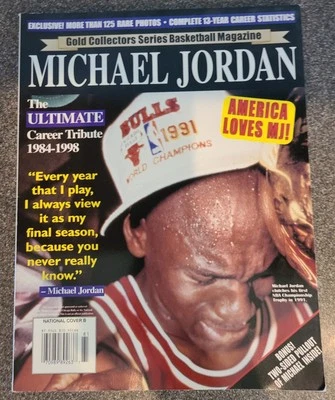 EXCLUSIVE! MORE THAN 125 RARE PHOTOS • COMPLETE 13-YEAR CAREER STATISTICS
Gold Collectors Series Basketball Magazine
MICHAEL JORDAN
The
ULTIMATE
Career Tribute
1984-1998
AMERICA
LOVES MJ!
BULLS
NBA
1991
WORLD CHAMPIONS
“Every year
that I play,
I always view
it as my
final season,
because you
never really
know.”
– Michael Jordan
Michael Jordan
clutches his first
NBA Championship
Trophy in 1991.
NATIONAL COVER B
BONUS!
TWO-SIDED PULLOUT
OF MICHAEL INSIDE!